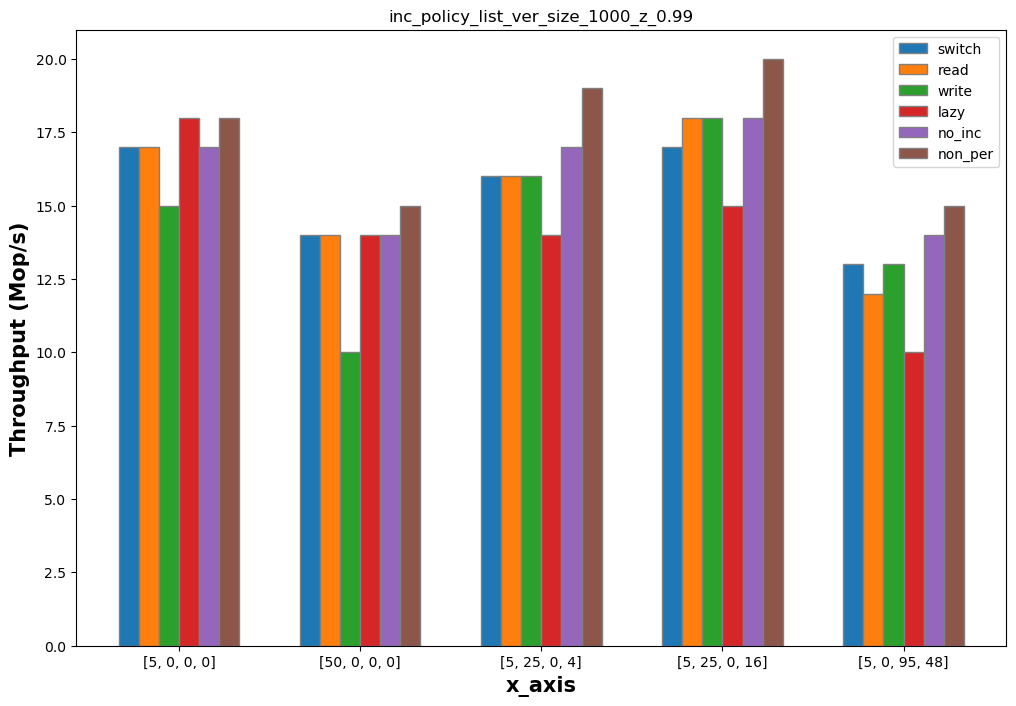 inc_policy_list_ver_size_1000_z_0.99
switch
read
write
lazy
no_inc
non_per
Throughput (Mop/s)
20.0
17.5
15.0
12.5
10.0
7.5
5.0
2.5
0.0
[5, 0, 0, 0]
[50, 0, 0, 0]
[5, 25, 0, 4]
[5, 25, 0, 16]
[5, 0, 95, 48]
x_axis